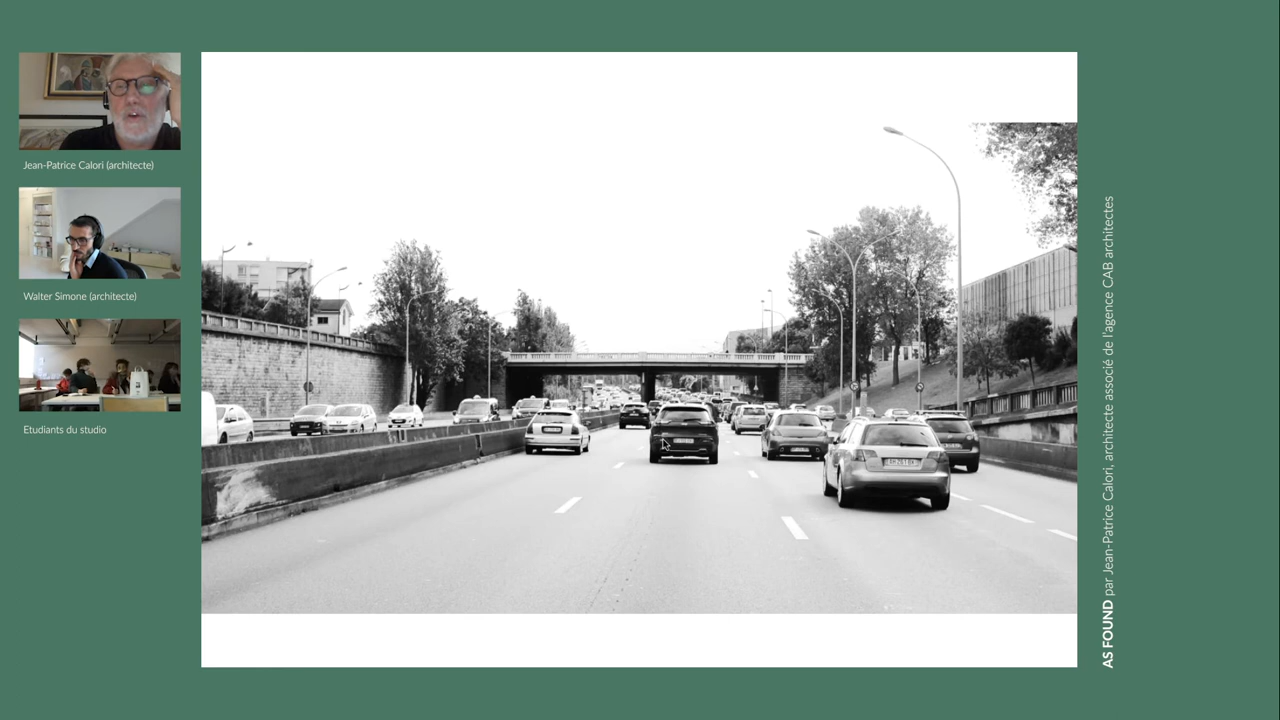 Jean-Patrice Calori (architecte)
Walter Simone (architecte)
Etudiants du studio
AS FOUND par Jean-Patrice Calori, architecte associé de l'agence CAB architectes